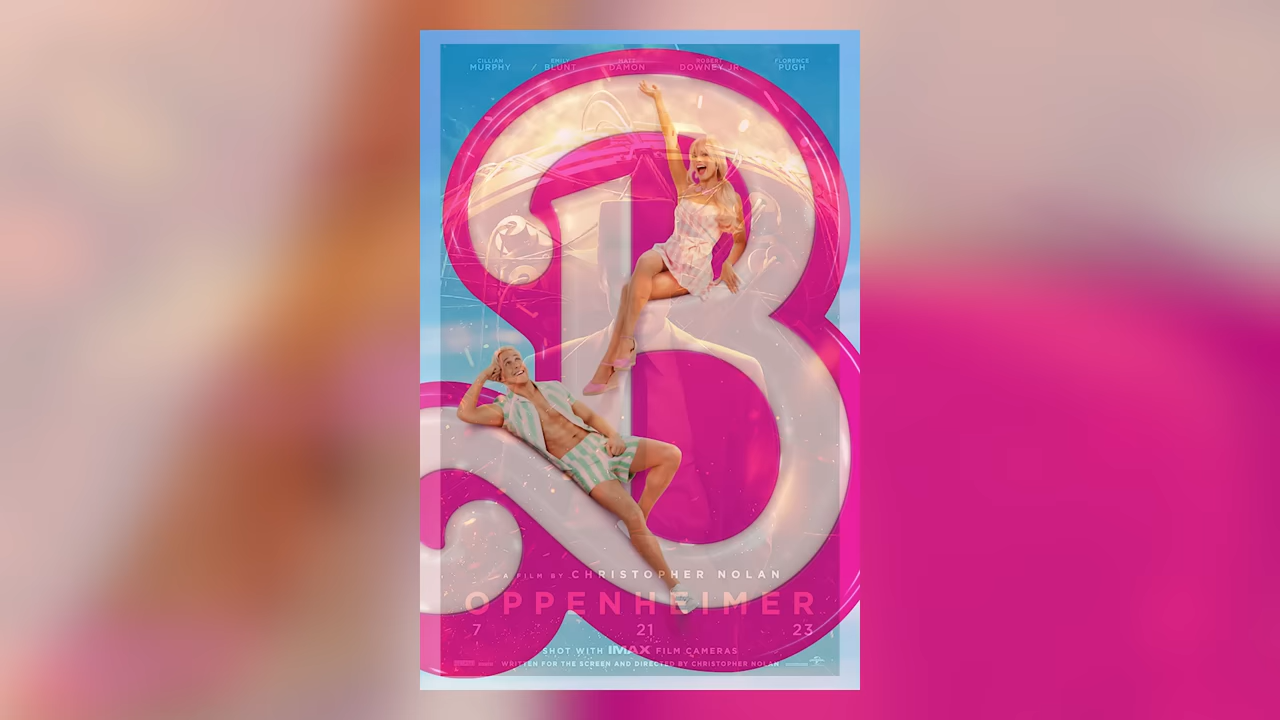 CILLIAN MURPHY / EMILY BLUNT MATT DAMON ROBERT DOWNEY JR. FLORENCE PUGH
B
A FILM BY CHRISTOPHER NOLAN
OPPENHEIMER
7 21 23
SHOT WITH IMAX FILM CAMERAS
WRITTEN FOR THE SCREEN AND DIRECTED BY CHRISTOPHER NOLAN